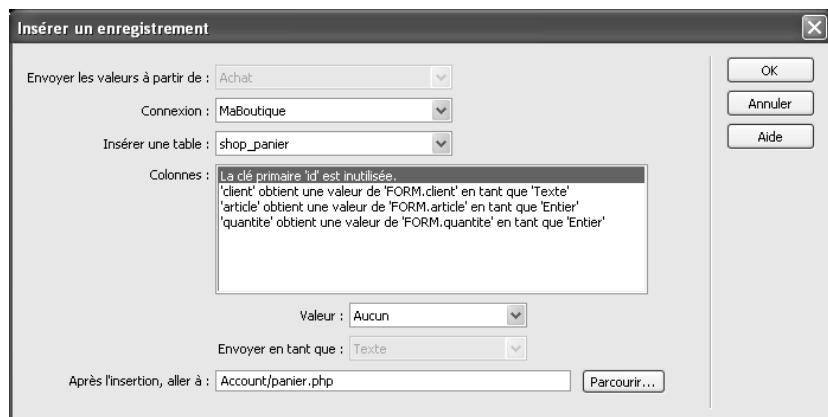 Insérer un enregistrement
Envoyer les valeurs à partir de : Achat
OK
Connexion : MaBoutique
Annuler
Insérer une table : shop_panier
Aide
Colonnes : La clé primaire 'id' est inutilisée.
'client' obtient une valeur de 'FORM.client' en tant que 'Texte'
'article' obtient une valeur de 'FORM.article' en tant que 'Entier'
'quantite' obtient une valeur de 'FORM.quantite' en tant que 'Entier'
Valeur : Aucun
Envoyer en tant que : Texte
Après l'insertion, aller à : Account/panier.php
Parcourir...